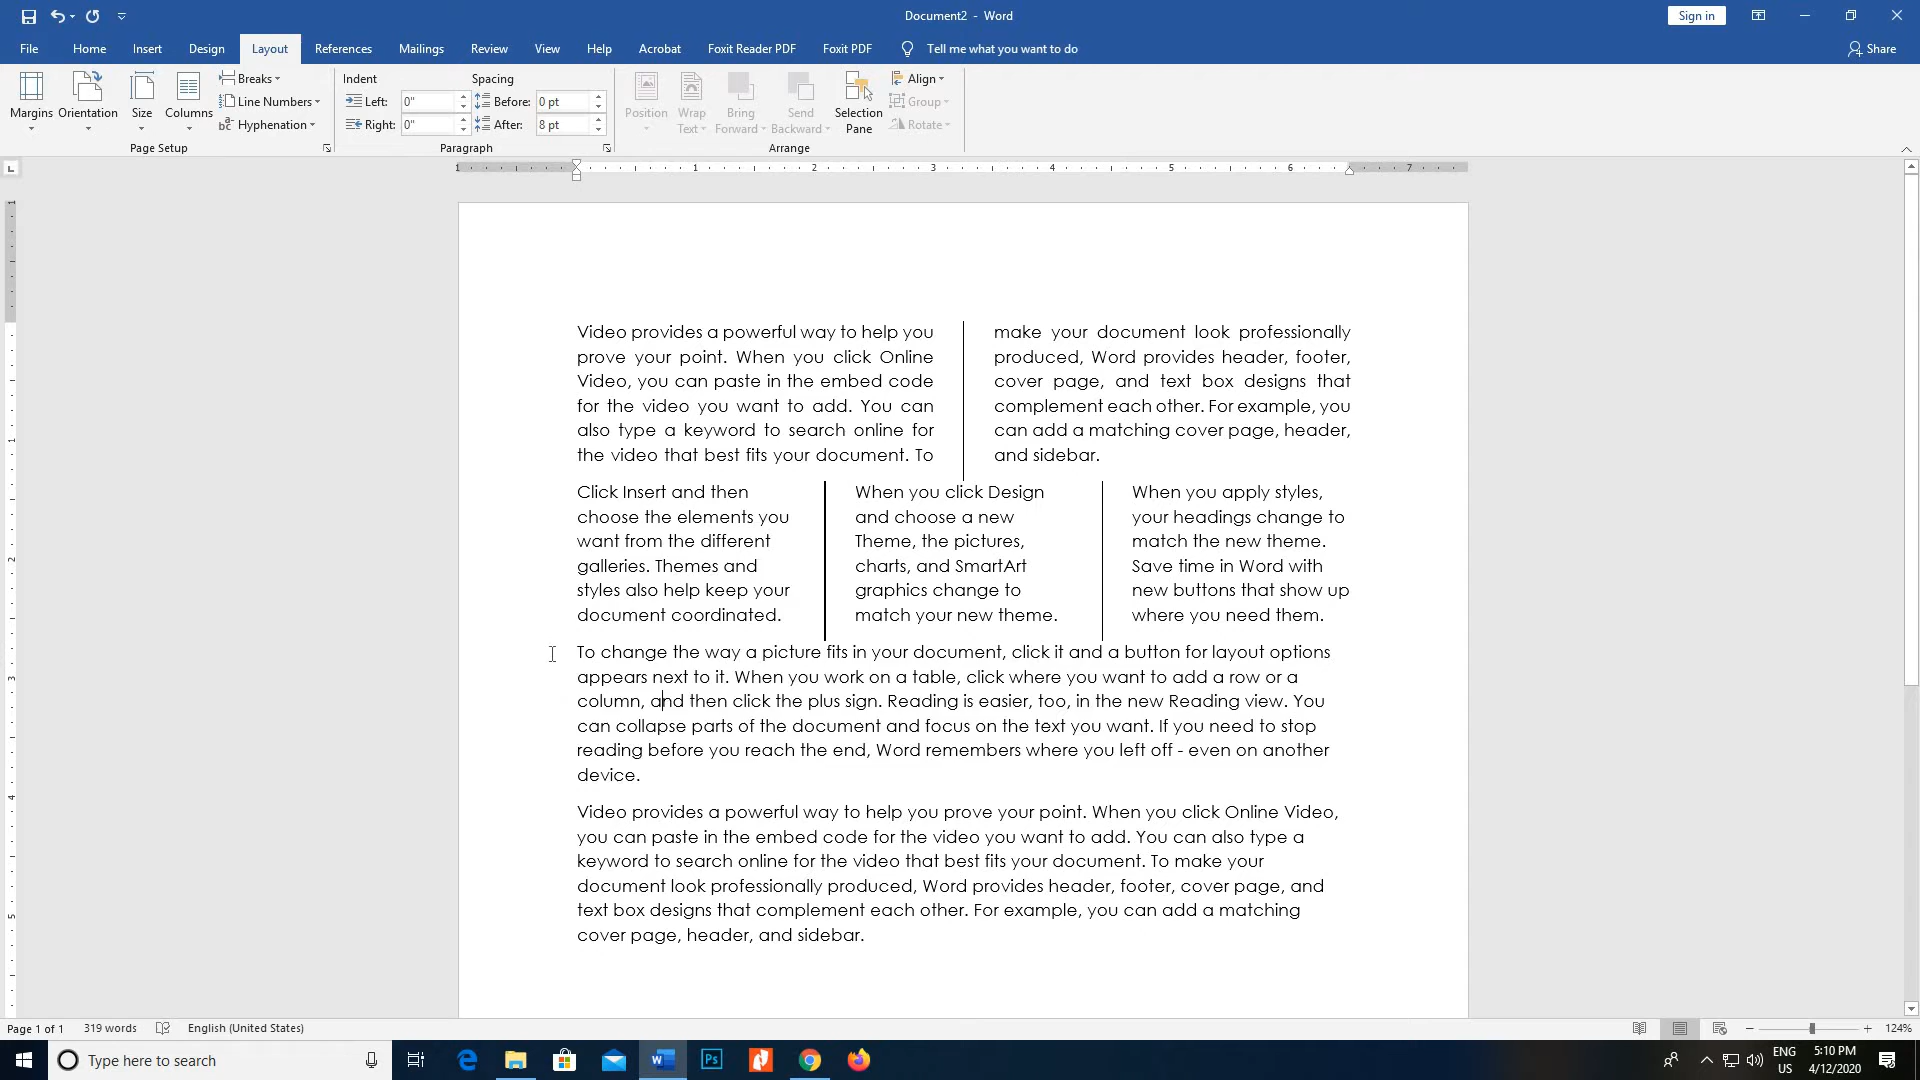 Document2 - Word
Sign in
File Home Insert Design Layout References Mailings Review View Help Acrobat Foxit Reader PDF Foxit PDF Tell me what you want to do Share
Margins Orientation Size Columns
Breaks
Line Numbers
Hyphenation
Page Setup
Indent
Left: 0"
Right: 0"
Spacing
Before: 0 pt
After: 8 pt
Paragraph
Position
Wrap Text
Bring Forward
Send Backward
Selection Pane
Align
Group
Rotate
Arrange
1 1 2 3 4 5 6 7
1
1
2
3
4
5
Video provides a powerful way to help you
prove your point. When you click Online
Video, you can paste in the embed code
for the video you want to add. You can
also type a keyword to search online for
the video that best fits your document. To
make your document look professionally
produced, Word provides header, footer,
cover page, and text box designs that
complement each other. For example, you
can add a matching cover page, header,
and sidebar.
Click Insert and then
choose the elements you
want from the different
galleries. Themes and
styles also help keep your
document coordinated.
When you click Design
and choose a new
Theme, the pictures,
charts, and SmartArt
graphics change to
match your new theme.
When you apply styles,
your headings change to
match the new theme.
Save time in Word with
new buttons that show up
where you need them.
To change the way a picture fits in your document, click it and a button for layout options
appears next to it. When you work on a table, click where you want to add a row or a
column, and then click the plus sign. Reading is easier, too, in the new Reading view. You
can collapse parts of the document and focus on the text you want. If you need to stop
reading before you reach the end, Word remembers where you left off - even on another
device.
Video provides a powerful way to help you prove your point. When you click Online Video,
you can paste in the embed code for the video you want to add. You can also type a
keyword to search online for the video that best fits your document. To make your
document look professionally produced, Word provides header, footer, cover page, and
text box designs that complement each other. For example, you can add a matching
cover page, header, and sidebar.
Page 1 of 1 319 words English (United States) 124%
Type here to search
Ps
ENG
US
5:10 PM
4/12/2020